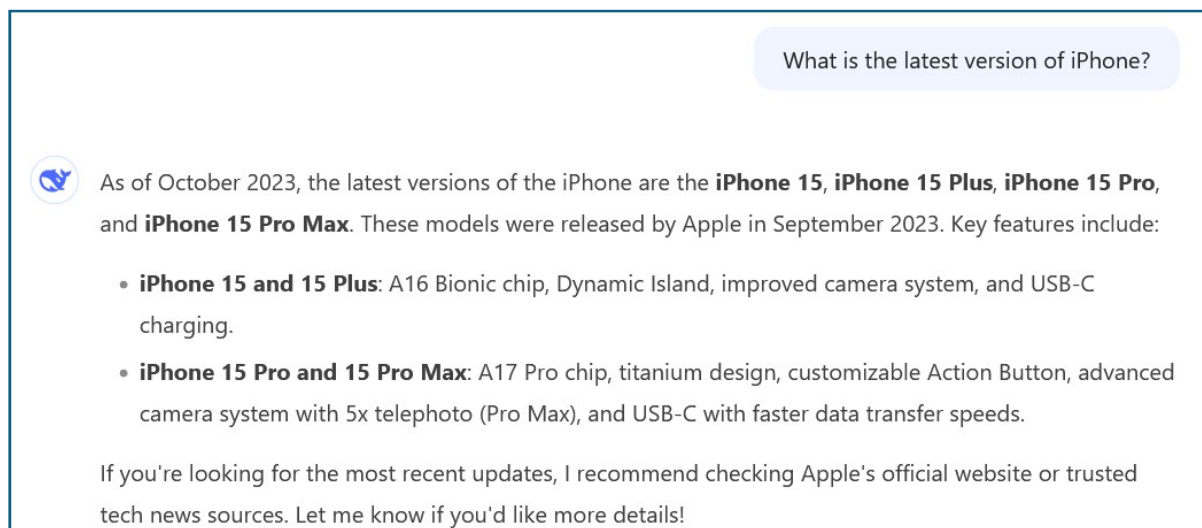 What is the latest version of iPhone?
As of October 2023, the latest versions of the iPhone are the iPhone 15, iPhone 15 Plus, iPhone 15 Pro,
and iPhone 15 Pro Max. These models were released by Apple in September 2023. Key features include:
• iPhone 15 and 15 Plus: A16 Bionic chip, Dynamic Island, improved camera system, and USB-C
charging.
• iPhone 15 Pro and 15 Pro Max: A17 Pro chip, titanium design, customizable Action Button, advanced
camera system with 5x telephoto (Pro Max), and USB-C with faster data transfer speeds.
If you're looking for the most recent updates, I recommend checking Apple's official website or trusted
tech news sources. Let me know if you'd like more details!